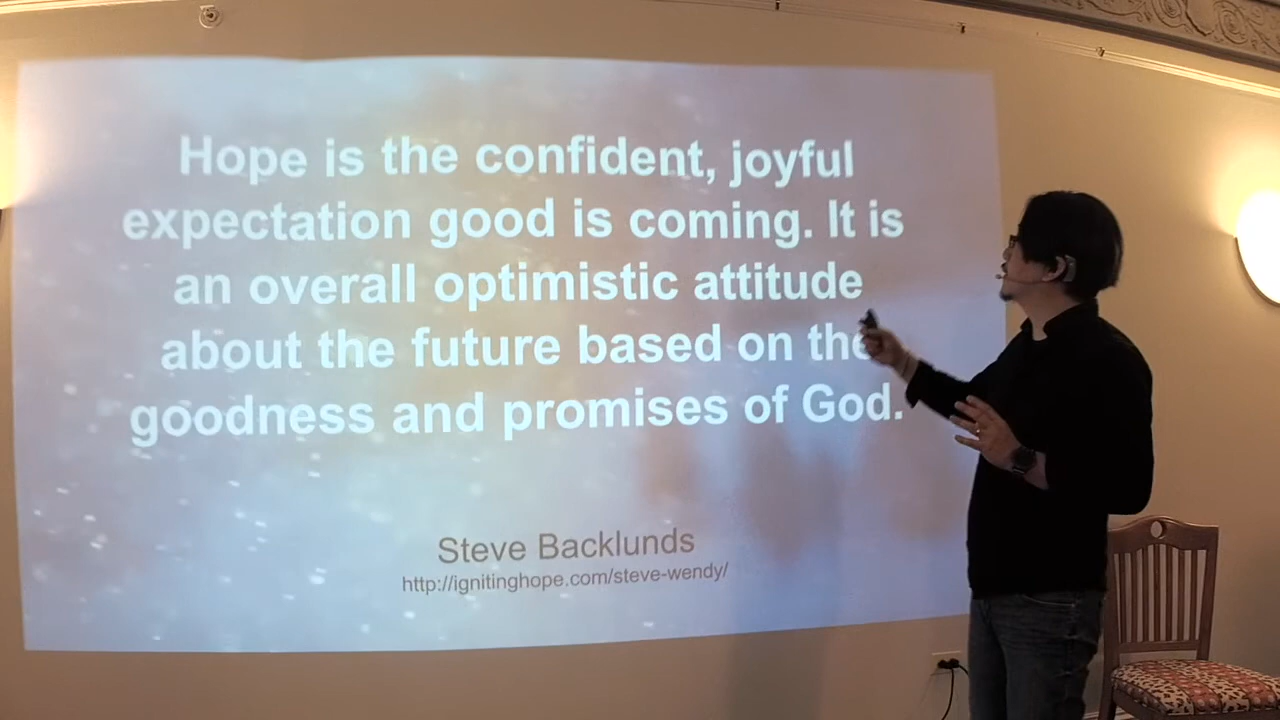 Hope is the confident, joyful
expectation good is coming. It is
an overall optimistic attitude
about the future based on the
goodness and promises of God.
Steve Backlunds
http://ignitinghope.com/steve-wendy/